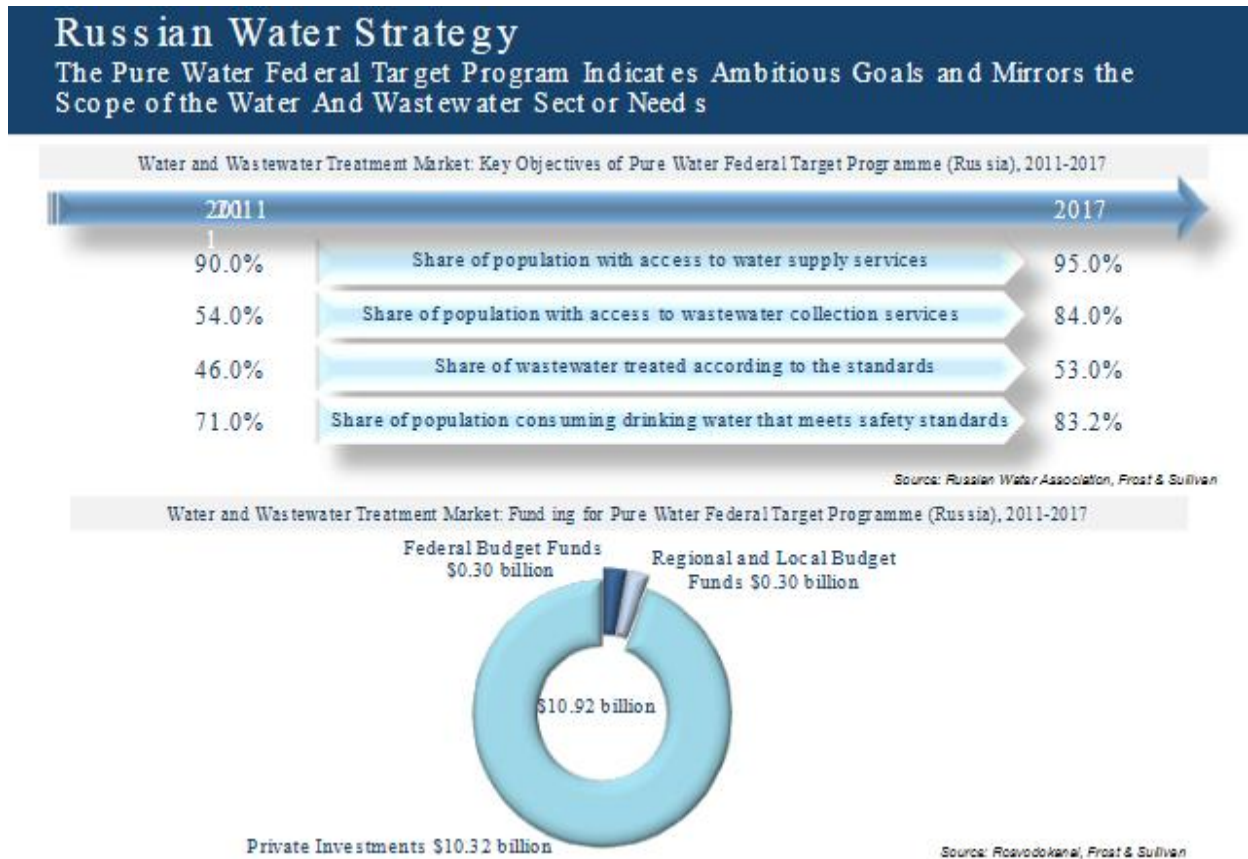 Russian Water Strategy
The Pure Water Federal Target Program Indicates Ambitious Goals and Mirrors the
Scope of the Water And Wastewater Sector Needs
Water and Wastewater Treatment Market: Key Objectives of Pure Water Federal Target Programme (Russia), 2011-2017
2011 2017
90.0% Share of population with access to water supply services 95.0%
54.0% Share of population with access to wastewater collection services 84.0%
46.0% Share of wastewater treated according to the standards 53.0%
71.0% Share of population consuming drinking water that meets safety standards 83.2%
Source: Russian Water Association, Frost & Sullivan
Water and Wastewater Treatment Market: Funding for Pure Water Federal Target Programme (Russia), 2011-2017
Federal Budget Funds
$0.30 billion
Regional and Local Budget
Funds $0.30 billion
$10.92 billion
Private Investments $10.32 billion
Source: Rosvodokanal, Frost & Sullivan